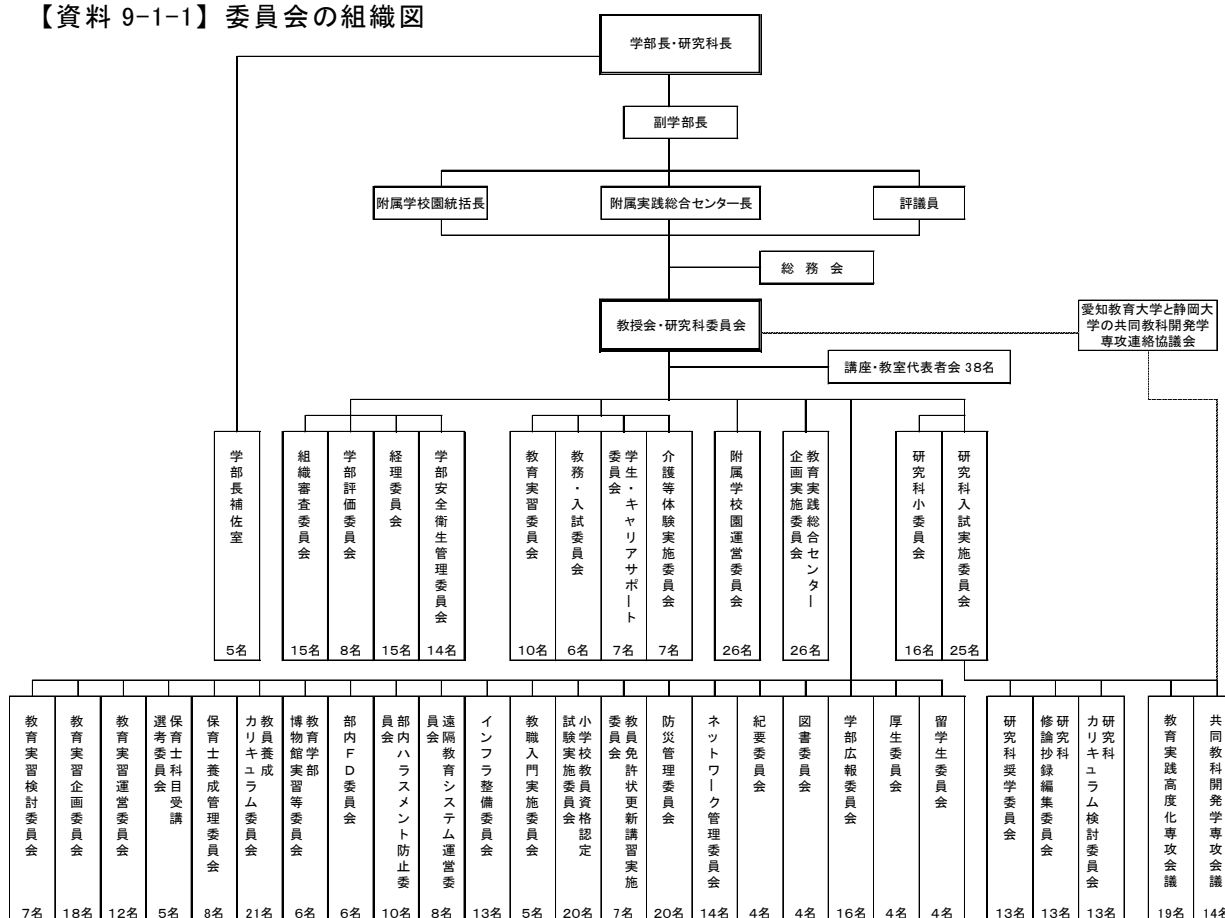 【資料 9-1-1】委員会の組織図
学部長・研究科長
副学部長
附属学校園統括長
附属実践総合センター長
評議員
総務会
教授会・研究科委員会
愛知教育大学と静岡大
学の共同教科開発学
専攻連絡協議会
講座・教室代表者会 38名
学部長補佐室
5名
組織審査委員会
15名
学部評価委員会
8名
経理委員会
15名
学部安全衛生管理委員会
14名
教育実習委員会
10名
教務・入試委員会
6名
学生・キャリアサポート
委員会
7名
介護等体験実施委員会
7名
附属学校園運営委員会
26名
教育実践総合センター
企画実施委員会
26名
研究科小委員会
16名
研究科入試実施委員会
25名
教育実習検討委員会
7名
教育実習企画委員会
18名
教育実習運営委員会
12名
保育士科目受講
選考委員会
5名
保育士養成管理委員会
8名
教員養成
カリキュラム委員会
21名
教育学部
博物館実習等委員会
6名
部内FD委員会
6名
部内ハラスメント防止委
員会
10名
遠隔教育システム運営委
員会
8名
インフラ整備委員会
13名
教職入門実施委員会
5名
小学校教員資格認定
試験実施委員会
20名
教員免許状更新講習実施
委員会
7名
防災管理委員会
20名
ネットワーク管理委員会
14名
紀要委員会
4名
図書委員会
4名
学部広報委員会
16名
厚生委員会
4名
留学生委員会
4名
研究科奨学委員会
13名
研究科
修論抄録編集委員会
13名
研究科
カリキュラム検討委員会
13名
教育実践高度化専攻会議
19名
共同教科開発学専攻会議
14名